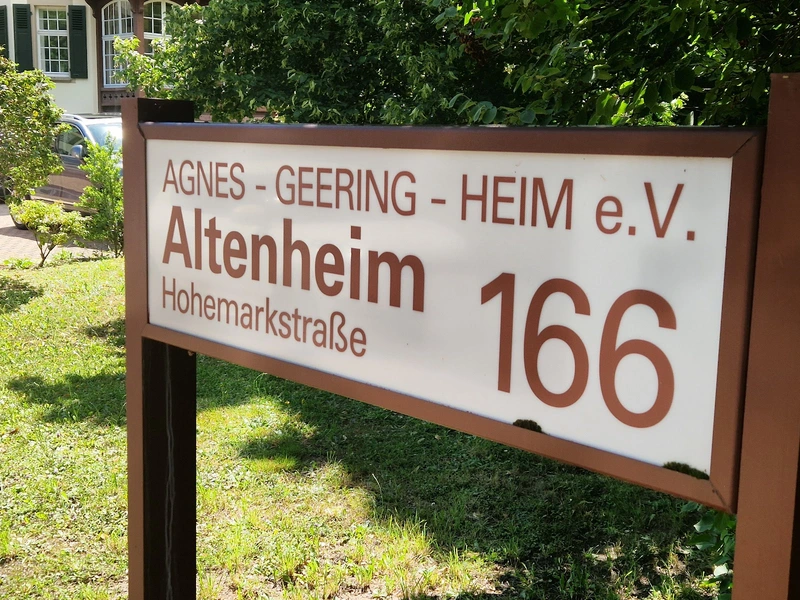 AGNES - GEERING - HEIM e.V.
Altenheim
Hohemarkstraße 166